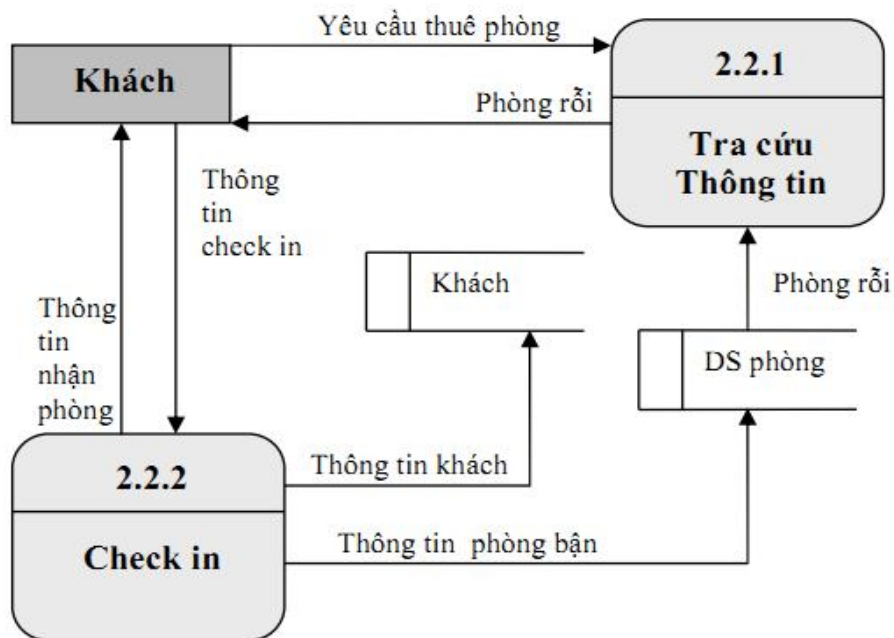 Yêu cầu thuê phòng
Khách
2.2.1
Phòng rỗi
Tra cứu
Thông tin
Thông
tin
check in
Khách
Phòng rỗi
Thông
tin
nhận
phòng
DS phòng
2.2.2
Thông tin khách
Check in
Thông tin phòng bận